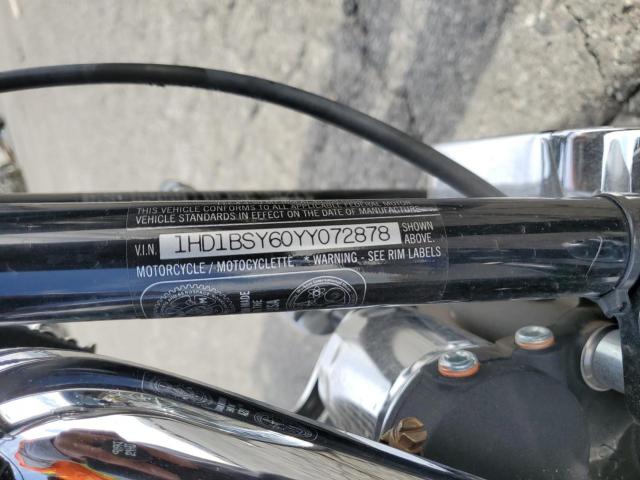 THIS VEHICLE CONFORMS TO ALL APPLICABLE FEDERAL MOTOR
VEHICLE STANDARDS IN EFFECT ON THE DATE OF MANUFACTURE.
V.I.N. 1HD1BSY60YY072878 SHOWN ABOVE.
MOTORCYCLE / MOTOCYCLETTE * WARNING - SEE RIM LABELS